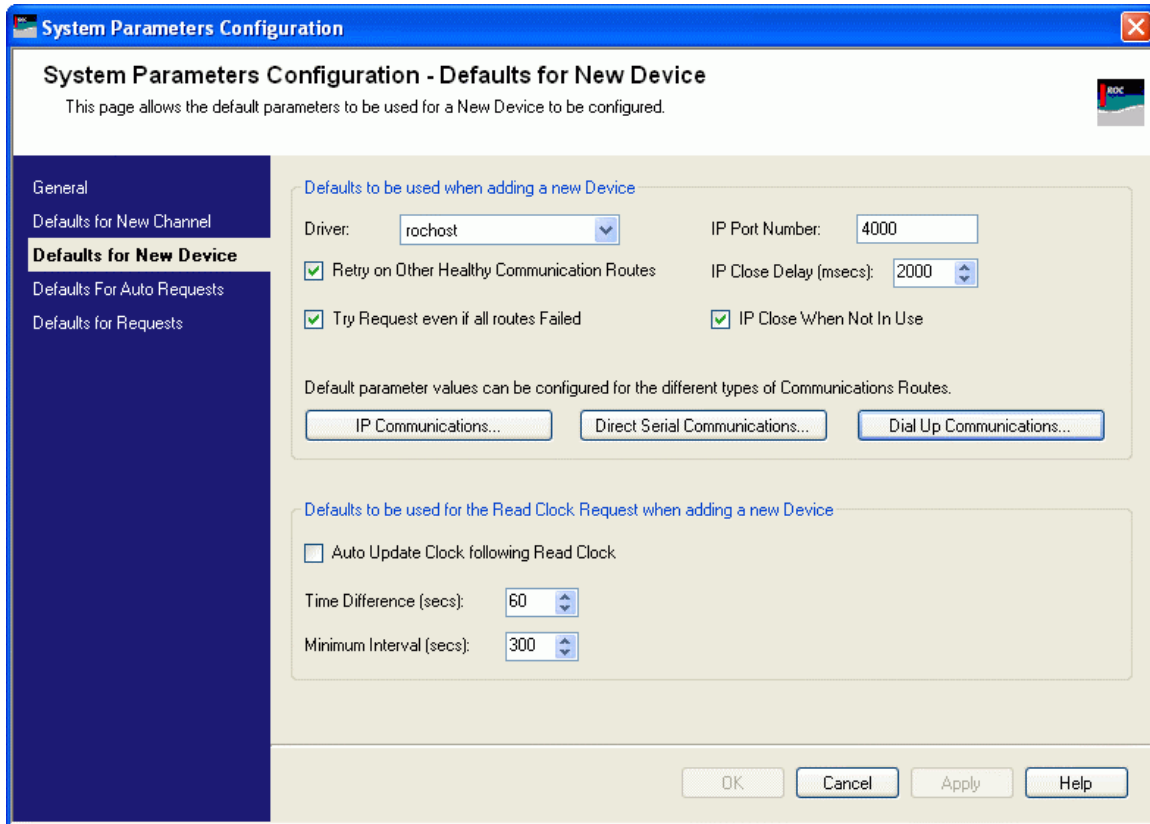 System Parameters Configuration
System Parameters Configuration - Defaults for New Device
This page allows the default parameters to be used for a New Device to be configured.
ROC
General
Defaults for New Channel
Defaults for New Device
Defaults For Auto Requests
Defaults for Requests
Defaults to be used when adding a new Device
Driver: rochost IP Port Number: 4000
Retry on Other Healthy Communication Routes IP Close Delay (msecs): 2000
Try Request even if all routes Failed IP Close When Not In Use
Default parameter values can be configured for the different types of Communications Routes.
IP Communications... Direct Serial Communications... Dial Up Communications...
Defaults to be used for the Read Clock Request when adding a new Device
Auto Update Clock following Read Clock
Time Difference (secs): 60
Minimum Interval (secs): 300
OK Cancel Apply Help